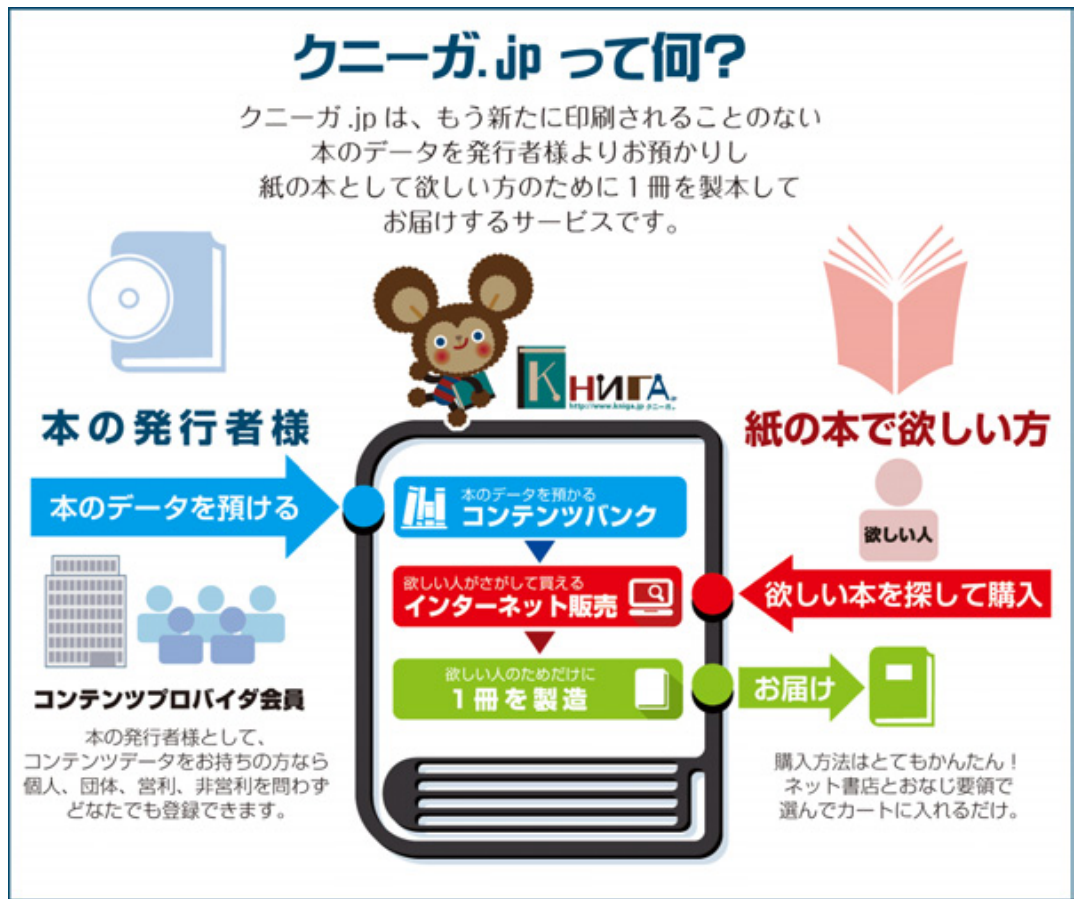 クニーガ.jp って何？
クニーガ.jp は、もう新たに印刷されることのない
本のデータを発行者様よりお預かりし
紙の本として欲しい方のために1冊を製本して
お届けするサービスです。
КНИГА.
http://www.kniga.jp クニーガ。
本の発行者様
本のデータを預ける
コンテンツプロバイダ会員
本の発行者様として、
コンテンツデータをお持ちの方なら
個人、団体、営利、非営利を問わず
どなたでも登録できます。
本のデータを預かる
コンテンツバンク
欲しい人がさがして買える
インターネット販売
欲しい人のためだけに
1冊を製造
紙の本で欲しい方
欲しい人
欲しい本を探して購入
お届け
購入方法はとてもかんたん！
ネット書店とおなじ要領で
選んでカートに入れるだけ。